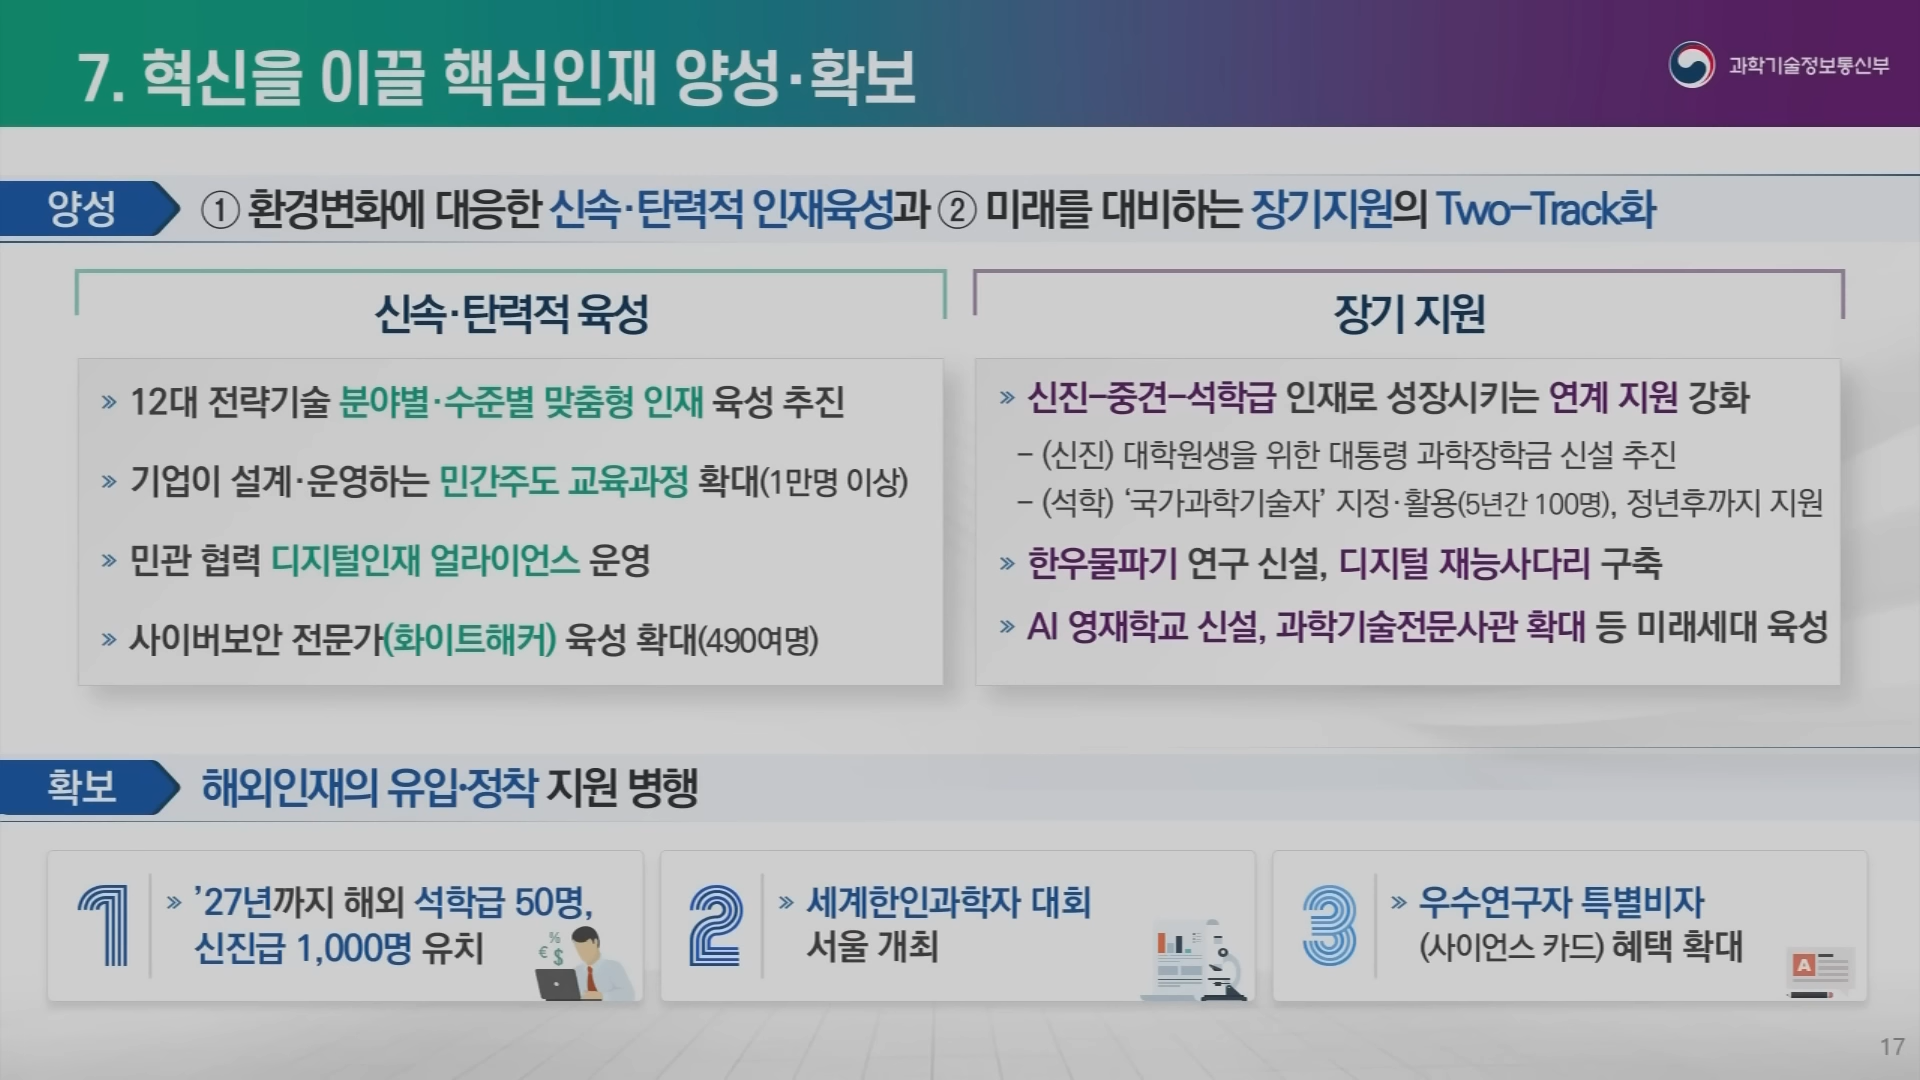 7. 혁신을 이끌 핵심인재 양성·확보
과학기술정보통신부
양성
① 환경변화에 대응한 신속·탄력적 인재육성과 ② 미래를 대비하는 장기지원의 Two-Track화
신속·탄력적 육성
» 12대 전략기술 분야별·수준별 맞춤형 인재 육성 추진
» 기업이 설계·운영하는 민간주도 교육과정 확대(1만명 이상)
» 민관 협력 디지털인재 얼라이언스 운영
» 사이버보안 전문가(화이트해커) 육성 확대(490여명)
장기 지원
» 신진-중견-석학급 인재로 성장시키는 연계 지원 강화
- (신진) 대학원생을 위한 대통령 과학장학금 신설 추진
- (석학) ‘국가과학기술자’ 지정·활용(5년간 100명), 정년후까지 지원
» 한우물파기 연구 신설, 디지털 재능사다리 구축
» AI 영재학교 신설, 과학기술전문사관 확대 등 미래세대 육성
확보
해외인재의 유입·정착 지원 병행
1
» ’27년까지 해외 석학급 50명,
신진급 1,000명 유치
% € $
2
» 세계한인과학자 대회
서울 개최
3
» 우수연구자 특별비자
(사이언스 카드) 혜택 확대
A
17